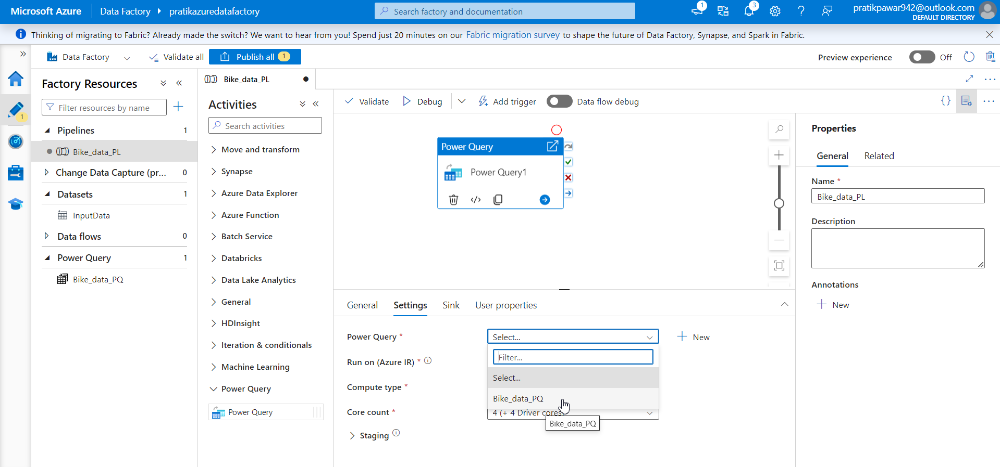 Microsoft Azure
Data Factory
pratikazuredatafactory
Search factory and documentation
1
3
pratikpawar942@outlook.com
DEFAULT DIRECTORY
Thinking of migrating to Fabric? Already made the switch? We want to hear from you! Spend just 20 minutes on our Fabric migration survey to shape the future of Data Factory, Synapse, and Spark in Fabric.
Data Factory
Validate all
Publish all 1
Preview experience
Off
1
Factory Resources
Filter resources by name
Pipelines 1
Bike_data_PL
Change Data Capture (pr... 0
Datasets 1
InputData
Data flows 0
Power Query 1
Bike_data_PQ
Bike_data_PL
Activities
Search activities
Move and transform
Synapse
Azure Data Explorer
Azure Function
Batch Service
Databricks
Data Lake Analytics
General
HDInsight
Iteration & conditionals
Machine Learning
Power Query
Power Query
Validate
Debug
Add trigger
Data flow debug
Power Query
Power Query1
General
Settings
Sink
User properties
Power Query *
Select...
New
Filter...
Select...
Bike_data_PQ
Run on (Azure IR) *
Compute type *
Core count *
4 (+ 4 Driver cores)
Bike_data_PQ
Staging
Properties
General
Related
Name *
Bike_data_PL
Description
Annotations
New